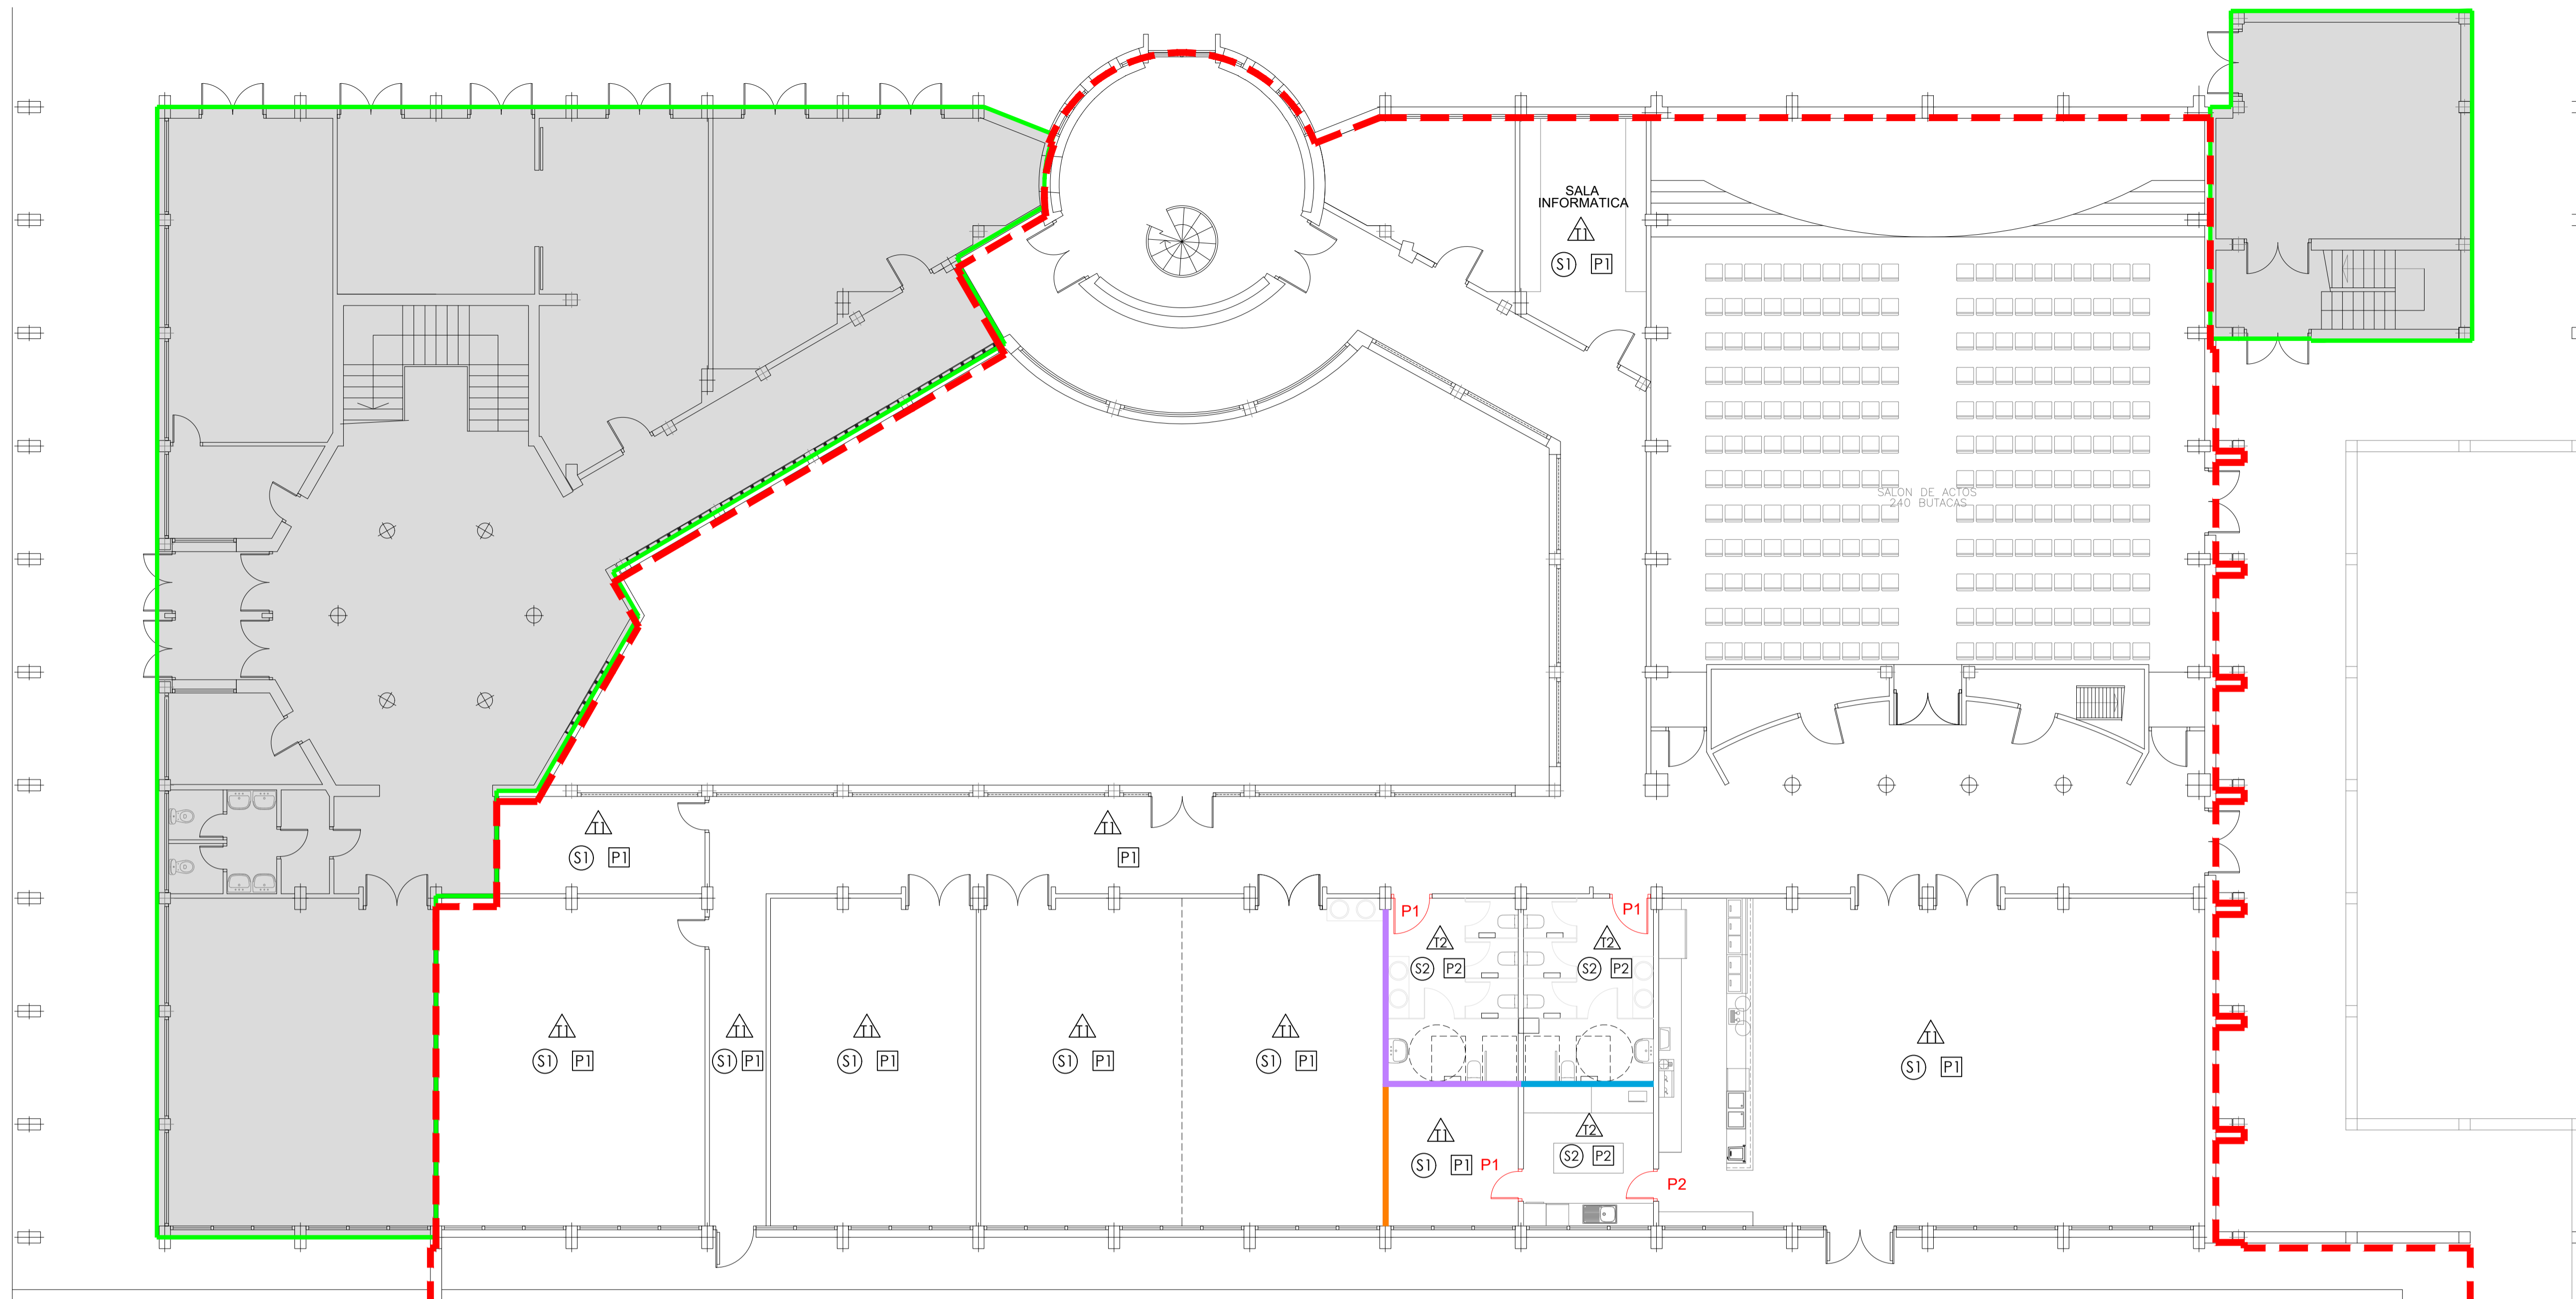 SALA
INFORMATICA
T1
S1 P1
SALON DE ACTOS
240 BUTACAS
T1
S1 P1
T1
P1
P1
P1
T2
S2 P2
T2
S2 P2
T1
S1 P1
T1
S1 P1
T1
S1 P1
T1
S1 P1
T1
S1 P1
T1
S1 P1
T1
S1 P1
P1
T2
S2 P2
P2